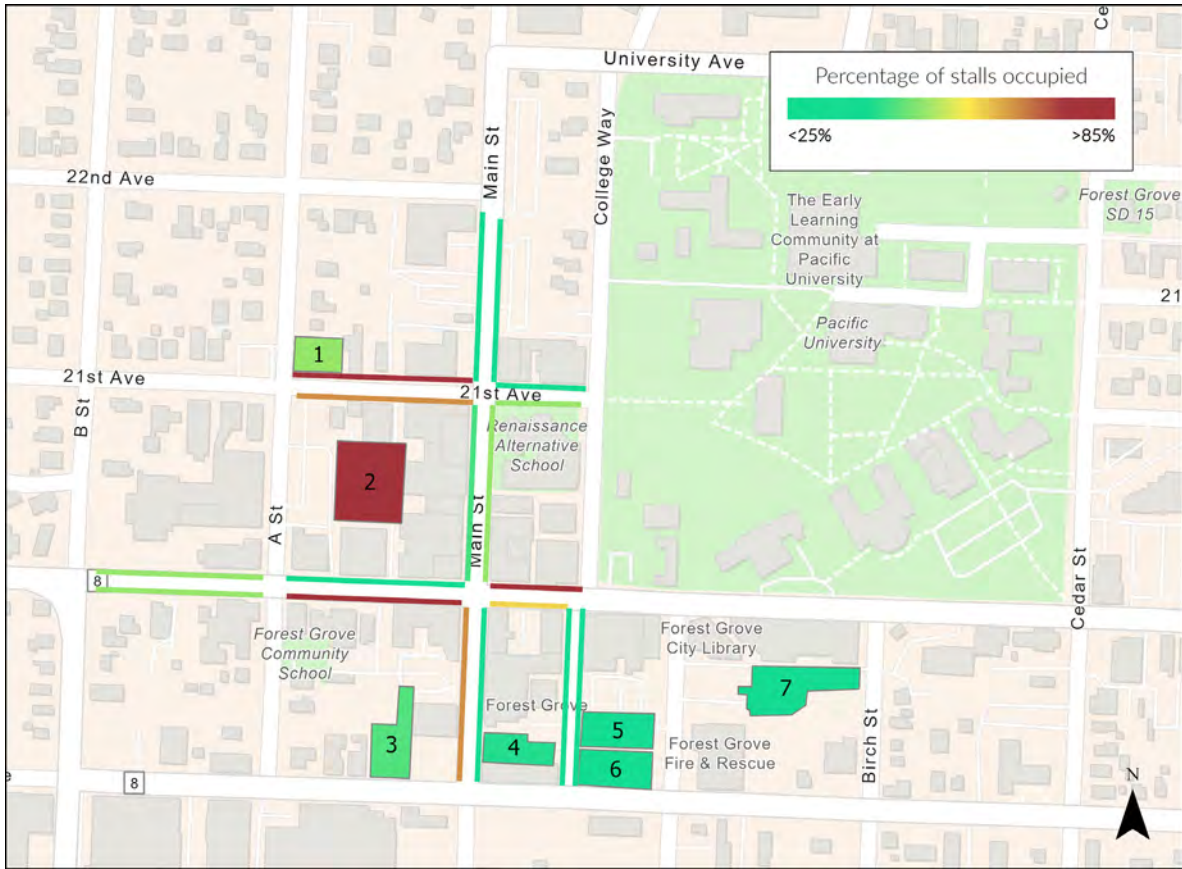 University Ave
Ce
Percentage of stalls occupied
<25%
>85%
22nd Ave
Main St
College Way
The Early
Learning
Community at
Pacific
University
Forest Grove
SD 15
21
Pacific
University
1
21st Ave
21st Ave
B St
Renaissance
Alternative
School
2
A St
Main St
8
Cedar St
Forest Grove
Community
School
Forest Grove
City Library
7
Forest Grove
3
4
5
6
Forest Grove
Fire & Rescue
Birch St
8
e
N